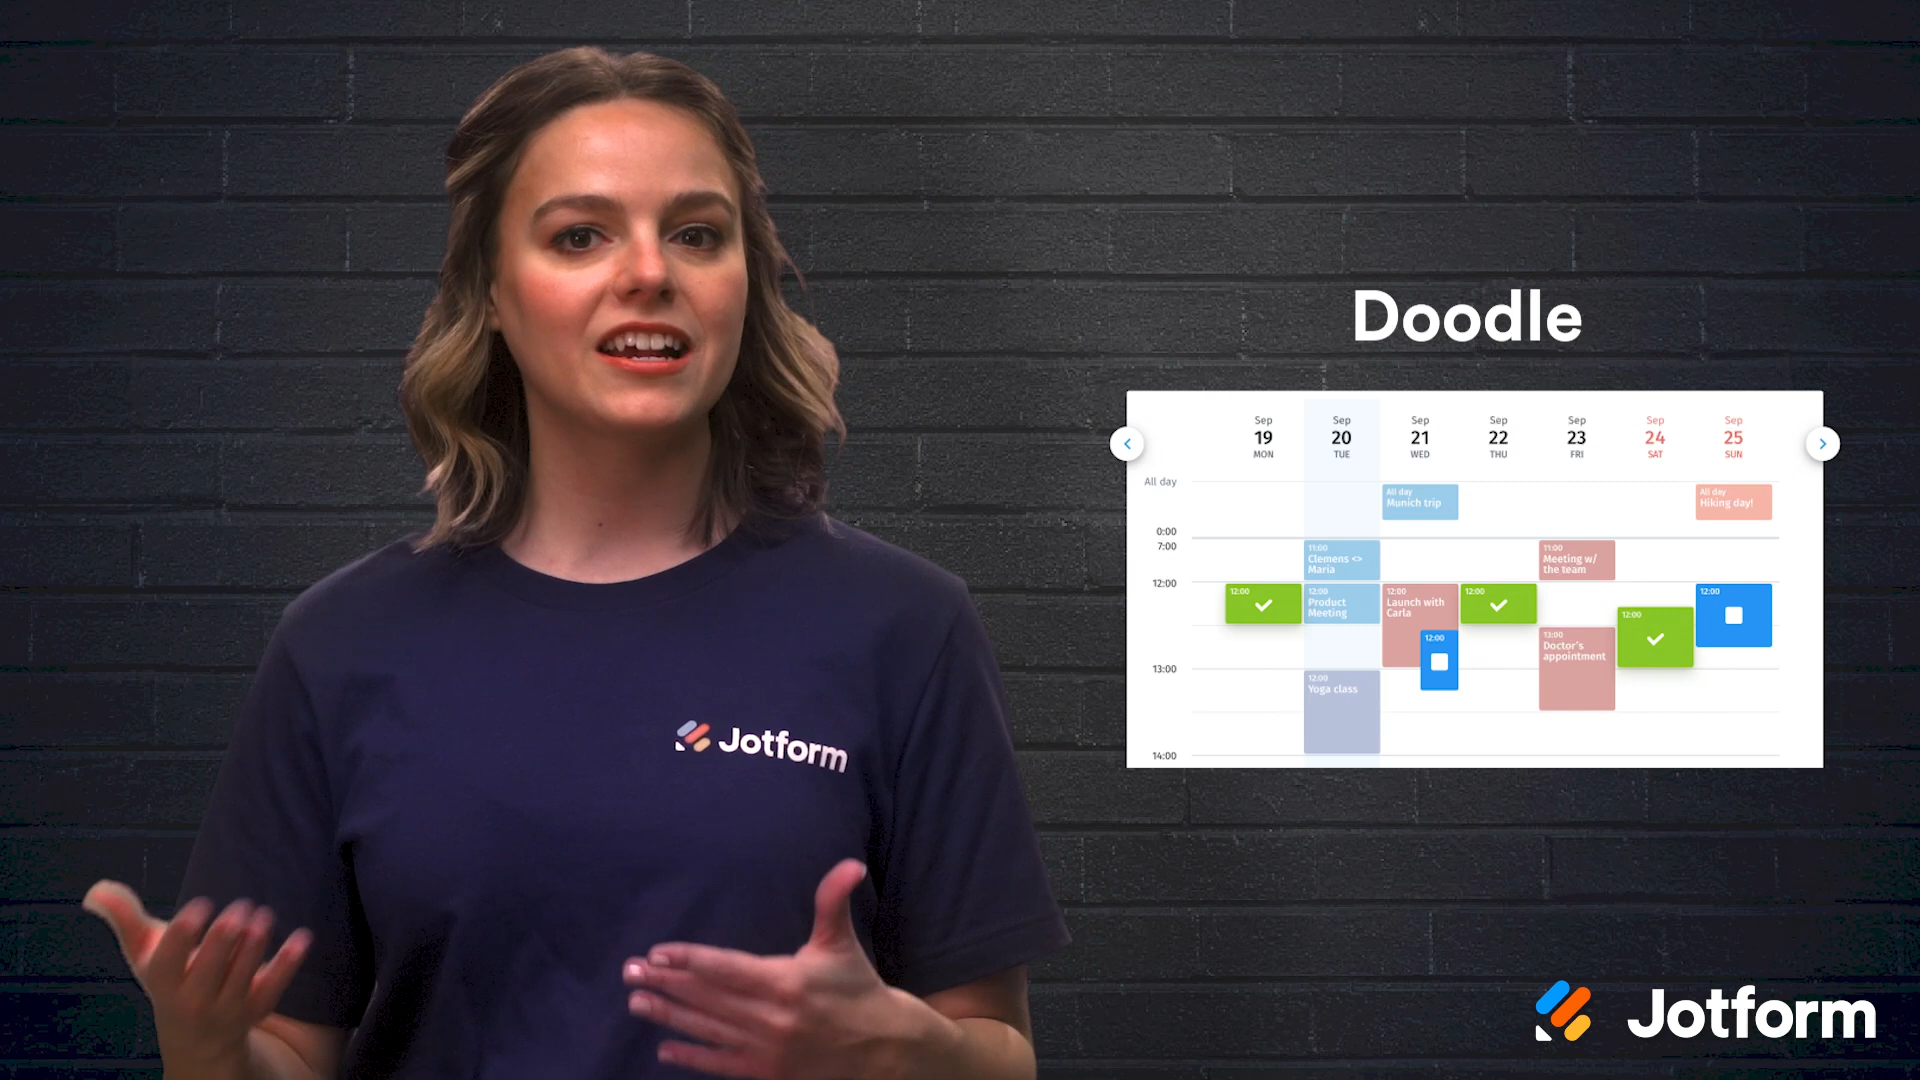 Doodle
Sep Sep Sep Sep Sep Sep Sep
19 20 21 22 23 24 25
MON TUE WED THU FRI SAT SUN
All day
All day
Munich trip
All day
Hiking day!
0:00
7:00
11:00
Clemens <>
Maria
11:00
Meeting w/
the team
12:00
12:00
12:00
Product
Meeting
12:00
Launch with
Carla
12:00
12:00
12:00
12:00
13:00
Doctor's
appointment
13:00
12:00
Yoga class
14:00
Jotform
Jotform